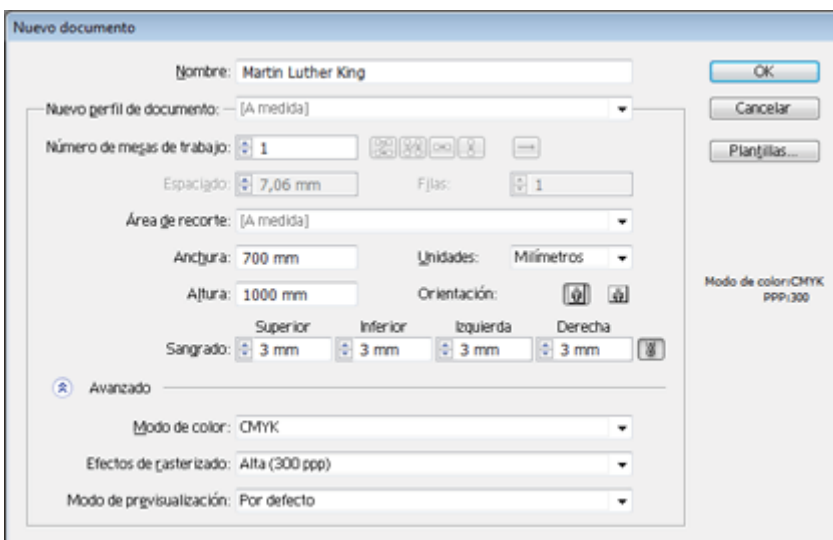 Nuevo documento
Nombre: Martin Luther King
OK
Nuevo perfil de documento: [A medida]
Cancelar
Número de mesas de trabajo: 1
Plantillas...
Espaciado: 7,06 mm Filas: 1
Área de recorte: [A medida]
Anchura: 700 mm Unidades: Milímetros
Modo de color:CMYK
PPP:300
Altura: 1000 mm Orientación:
Superior Inferior Izquierda Derecha
Sangrado: 3 mm 3 mm 3 mm 3 mm
Avanzado
Modo de color: CMYK
Efectos de rasterizado: Alta (300 ppp)
Modo de previsualización: Por defecto